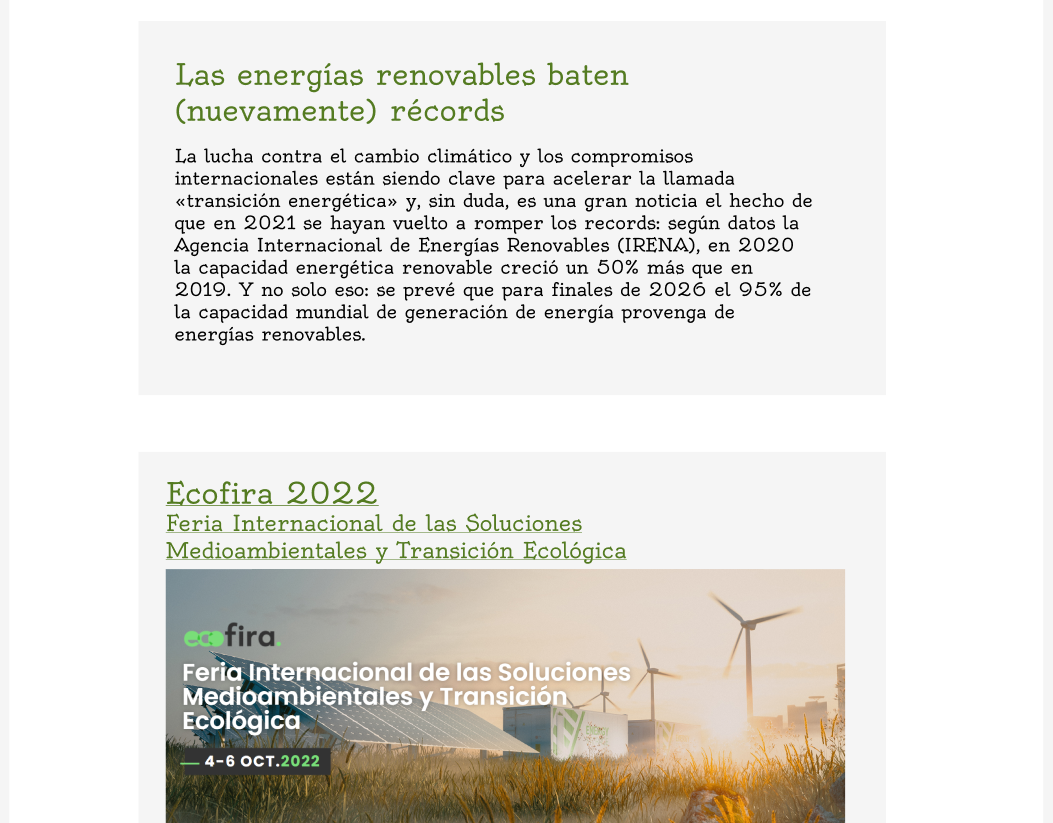 Las energías renovables baten
(nuevamente) récords
La lucha contra el cambio climático y los compromisos
internacionales están siendo clave para acelerar la llamada
«transición energética» y, sin duda, es una gran noticia el hecho de
que en 2021 se hayan vuelto a romper los records: según datos la
Agencia Internacional de Energías Renovables (IRENA), en 2020
la capacidad energética renovable creció un 50% más que en
2019. Y no solo eso: se prevé que para finales de 2026 el 95% de
la capacidad mundial de generación de energía provenga de
energías renovables.
Ecofira 2022
Feria Internacional de las Soluciones
Medioambientales y Transición Ecológica
ecofira.
Feria Internacional de las Soluciones
Medioambientales y Transición
Ecológica
4-6 OCT.2022